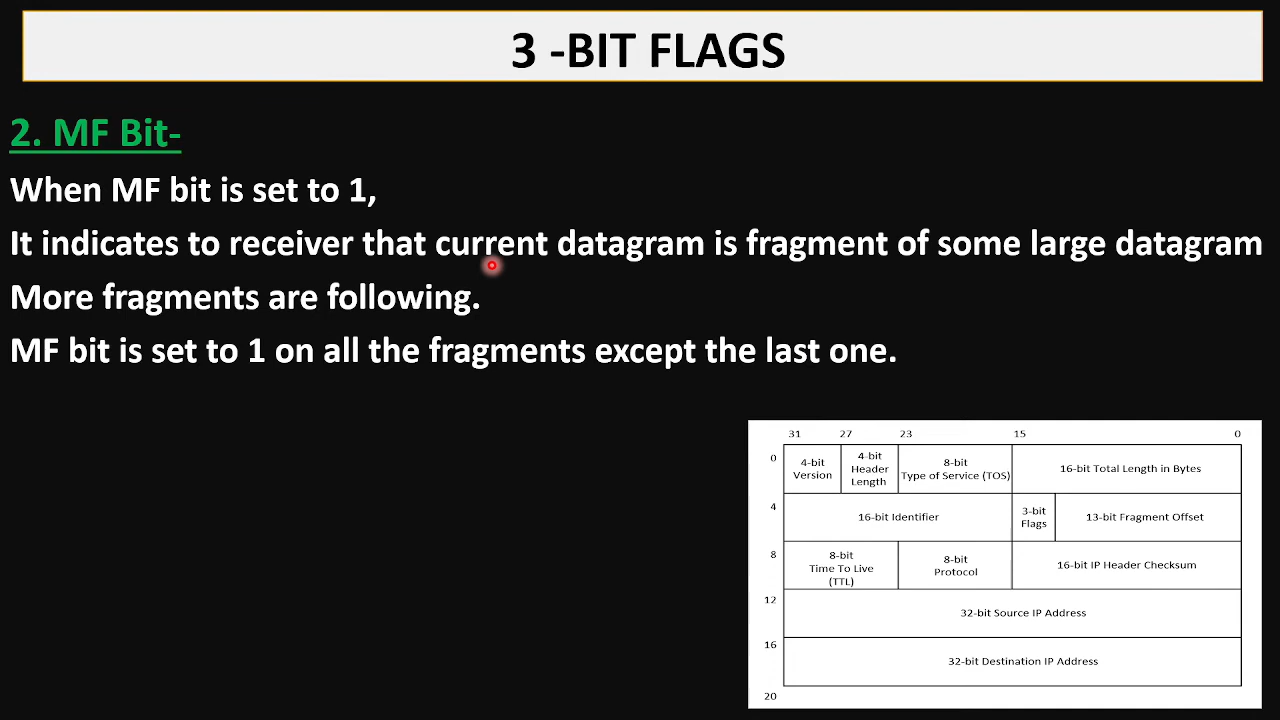 3 -BIT FLAGS
2. MF Bit-
When MF bit is set to 1,
It indicates to receiver that current datagram is fragment of some large datagram
More fragments are following.
MF bit is set to 1 on all the fragments except the last one.
31 27 23 15 0
0
4-bit
Version
4-bit
Header
Length
8-bit
Type of Service (TOS)
16-bit Total Length in Bytes
4
16-bit Identifier
3-bit
Flags
13-bit Fragment Offset
8
8-bit
Time To Live
(TTL)
8-bit
Protocol
16-bit IP Header Checksum
12
32-bit Source IP Address
16
32-bit Destination IP Address
20